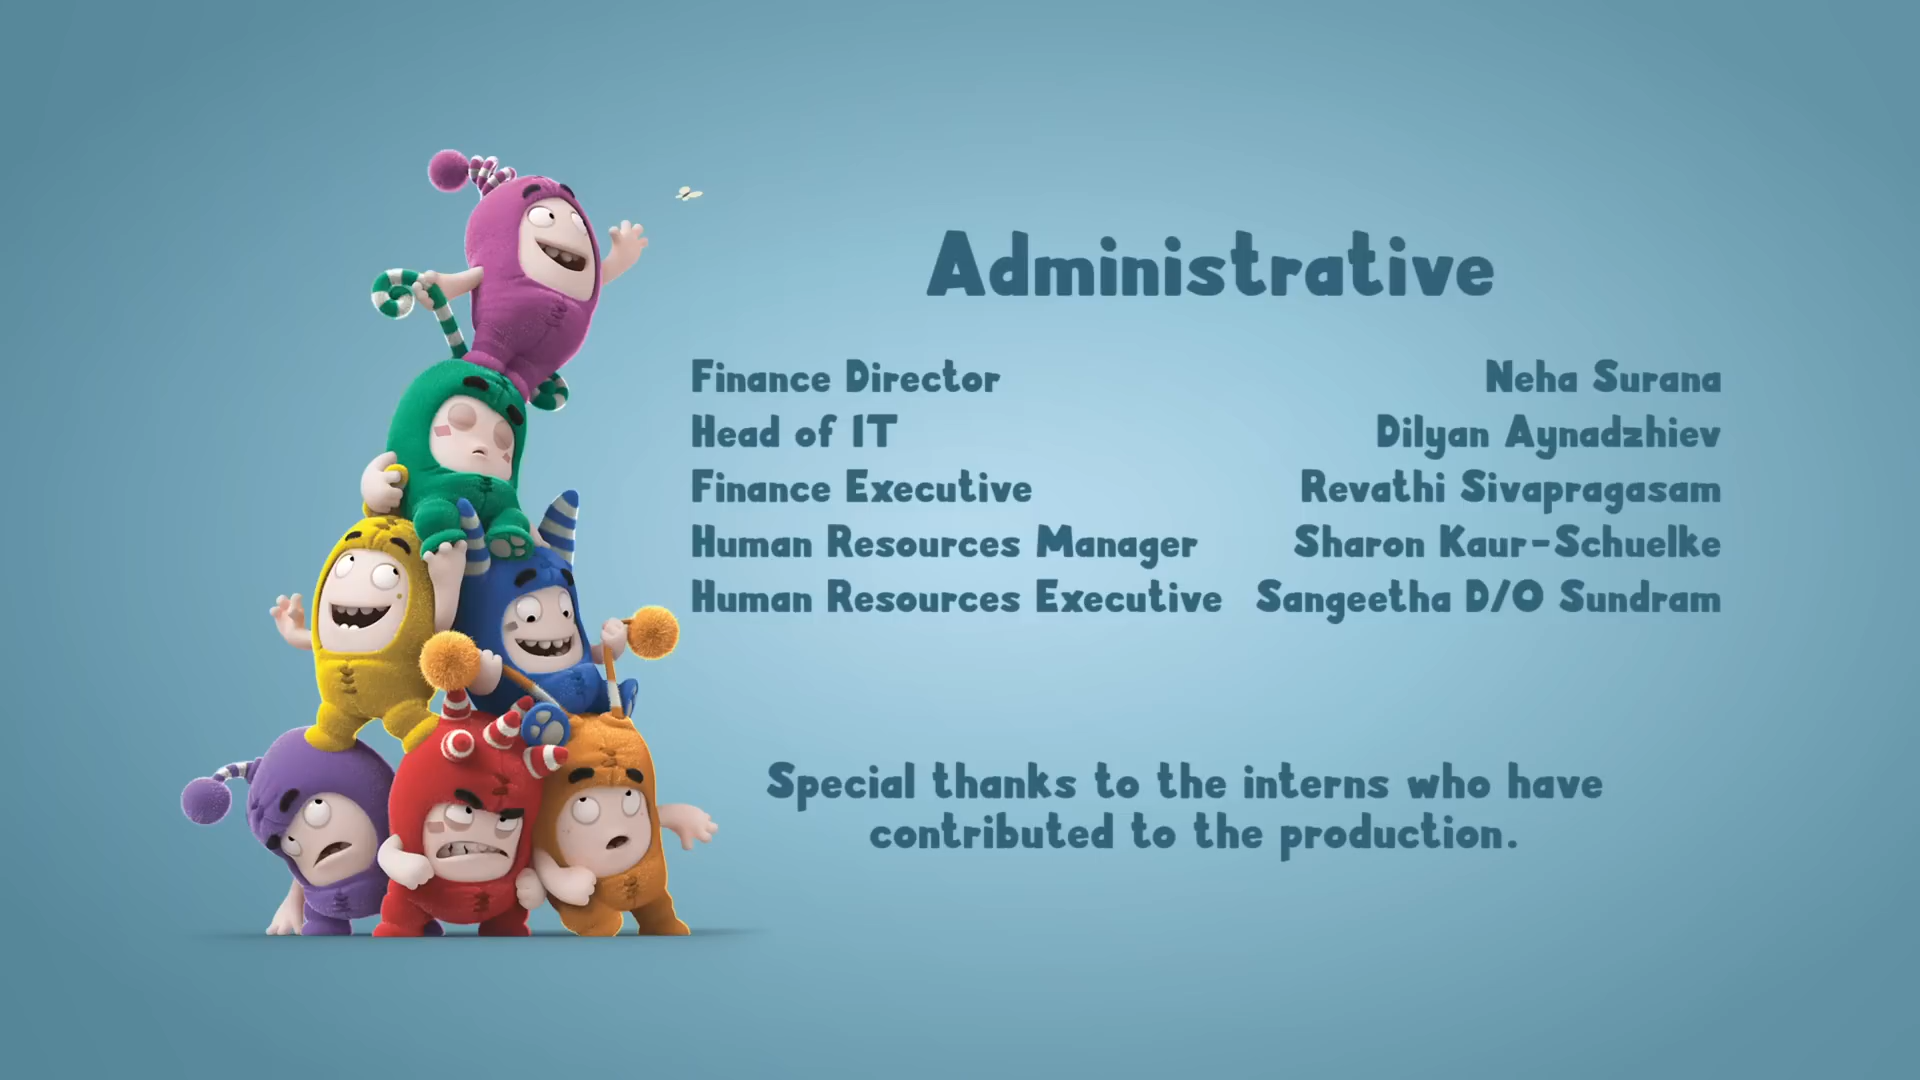 Administrative
Finance Director Neha Surana
Head of IT Dilyan Aynadzhiev
Finance Executive Revathi Sivapragasam
Human Resources Manager Sharon Kaur-Schuelke
Human Resources Executive Sangeetha D/O Sundram
Special thanks to the interns who have
contributed to the production.